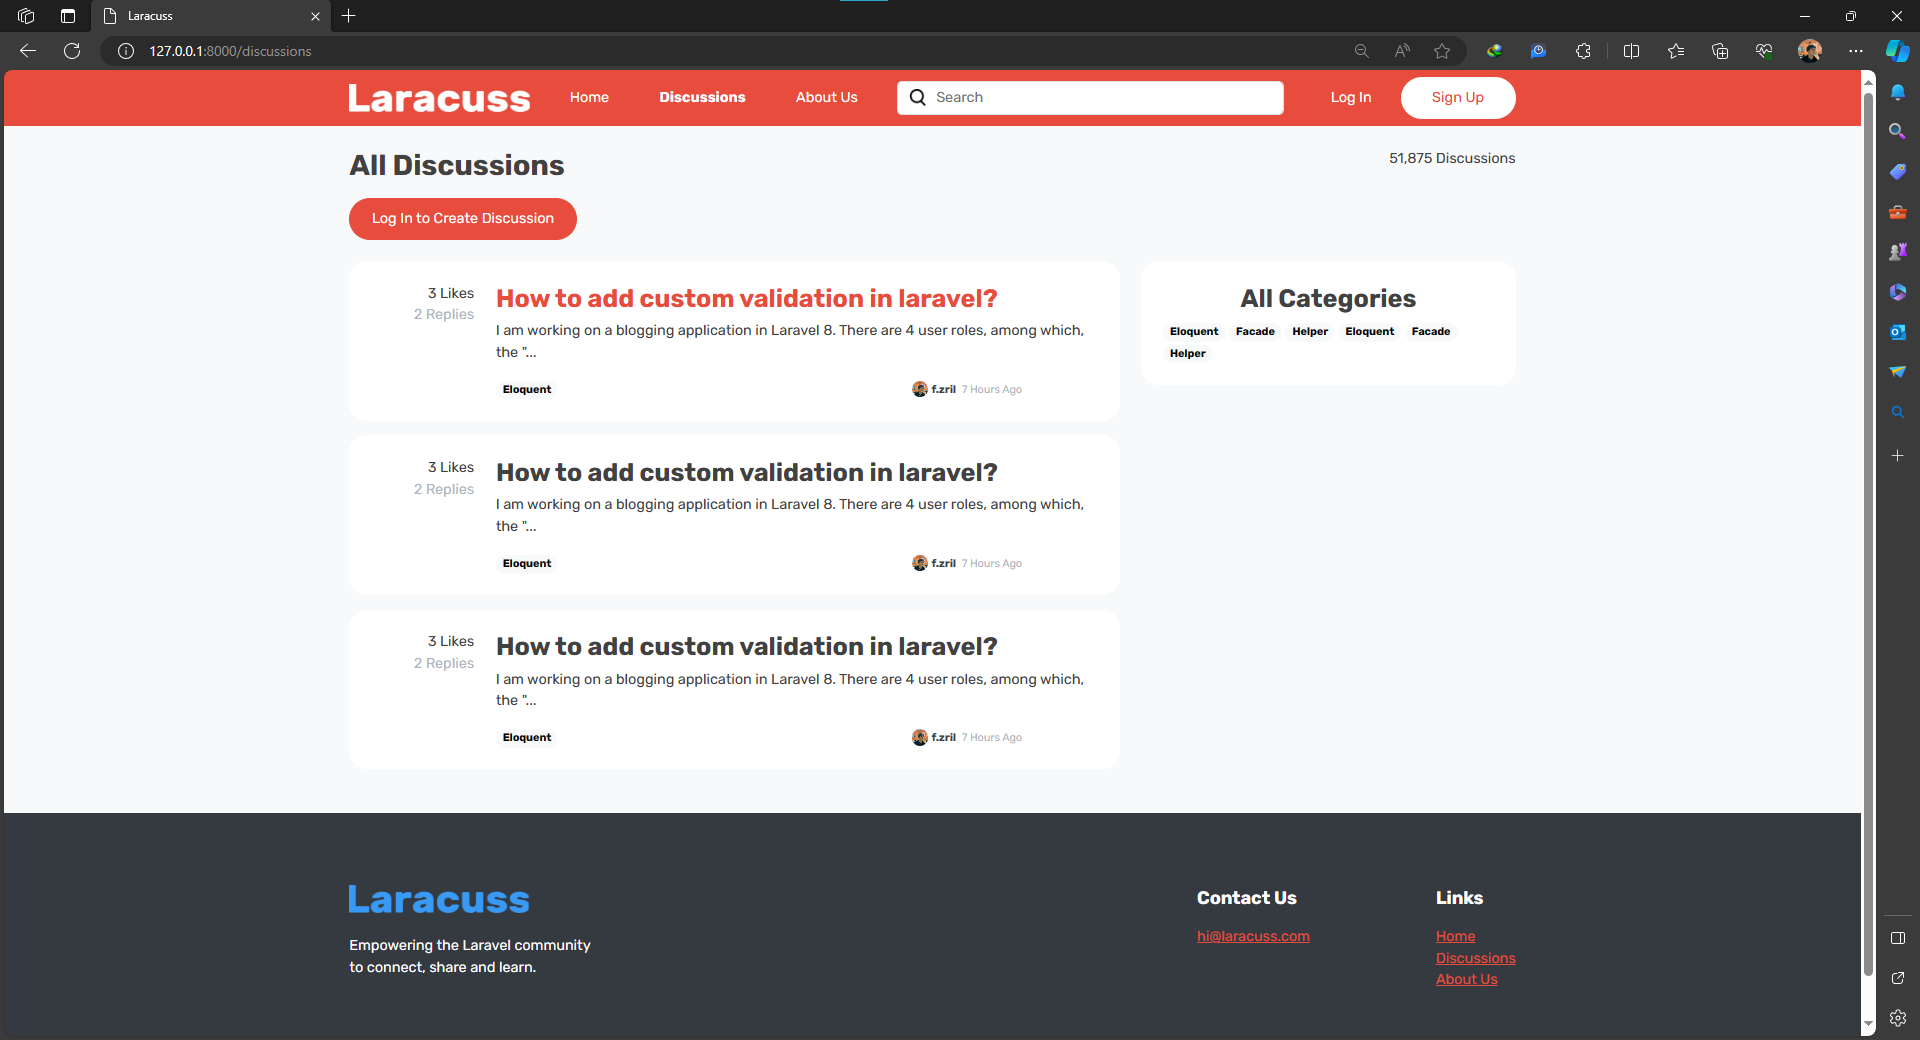 Laracuss
127.0.0.1:8000/discussions
Laracuss
Home
Discussions
About Us
Search
Log In
Sign Up
All Discussions
51,875 Discussions
Log In to Create Discussion
3 Likes
2 Replies
How to add custom validation in laravel?
I am working on a blogging application in Laravel 8. There are 4 user roles, among which,
the "...
Eloquent
f.zril 7 Hours Ago
All Categories
Eloquent Facade Helper Eloquent Facade
Helper
3 Likes
2 Replies
How to add custom validation in laravel?
I am working on a blogging application in Laravel 8. There are 4 user roles, among which,
the "...
Eloquent
f.zril 7 Hours Ago
3 Likes
2 Replies
How to add custom validation in laravel?
I am working on a blogging application in Laravel 8. There are 4 user roles, among which,
the "...
Eloquent
f.zril 7 Hours Ago
Laracuss
Empowering the Laravel community
to connect, share and learn.
Contact Us
hi@laracuss.com
Links
Home
Discussions
About Us